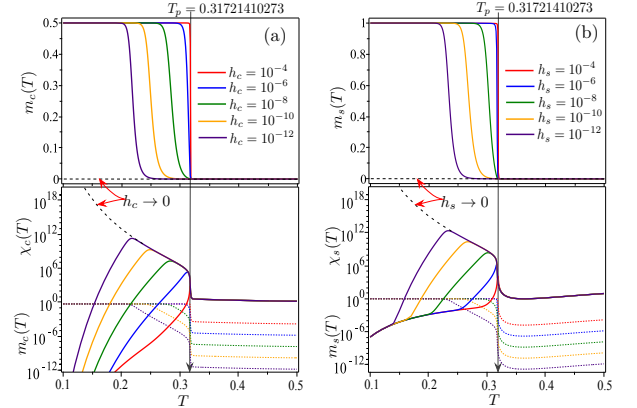 T_p = 0.31721410273
T_p = 0.31721410273
(a)
0.5
0.4
0.3
0.2
0.1
0
m_c(T)
h_c = 10^{-4}
h_c = 10^{-6}
h_c = 10^{-8}
h_c = 10^{-10}
h_c = 10^{-12}
h_c → 0
10^{18}
10^{12}
10^{6}
10^{0}
χ_c(T)
10^{0}
10^{-6}
10^{-12}
m_c(T)
0.1
0.2
0.3
0.4
0.5
T
(b)
1
0.8
0.6
0.4
0.2
0
m_s(T)
h_s = 10^{-4}
h_s = 10^{-6}
h_s = 10^{-8}
h_s = 10^{-10}
h_s = 10^{-12}
h_s → 0
10^{18}
10^{12}
10^{6}
10^{0}
χ_s(T)
10^{-6}
10^{-12}
m_s(T)
0.1
0.2
0.3
0.4
0.5
T